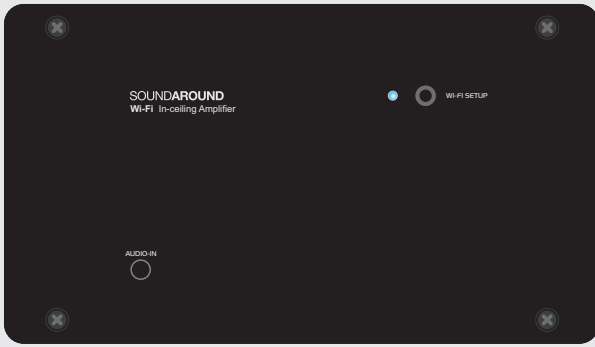 SOUNDAROUND
Wi-Fi In-ceiling Amplifier
WI-FI SETUP
AUDIO-IN